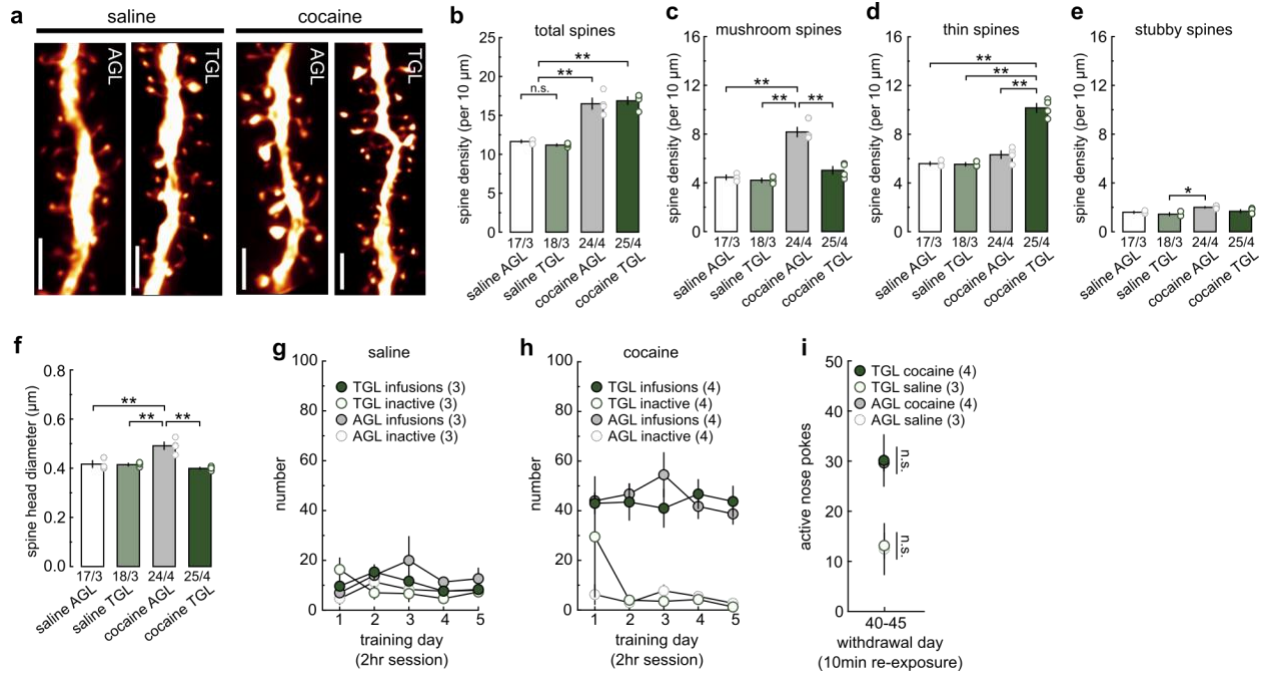 a
saline
cocaine
AGL
TGL
AGL
TGL
b
total spines
spine density (per 10 µm)
25
20
15
10
5
0
n.s.
**
**
17/3
18/3
24/4
25/4
saline AGL
saline TGL
cocaine AGL
cocaine TGL
c
mushroom spines
spine density (per 10 µm)
16
12
8
4
0
**
**
**
17/3
18/3
24/4
25/4
saline AGL
saline TGL
cocaine AGL
cocaine TGL
d
thin spines
spine density (per 10 µm)
16
12
8
4
0
**
**
**
17/3
18/3
24/4
25/4
saline AGL
saline TGL
cocaine AGL
cocaine TGL
e
stubby spines
spine density (per 10 µm)
16
12
8
4
0
*
17/3
18/3
24/4
25/4
saline AGL
saline TGL
cocaine AGL
cocaine TGL
f
spine head diameter (µm)
0.8
0.6
0.4
0.2
0.0
**
**
**
17/3
18/3
24/4
25/4
saline AGL
saline TGL
cocaine AGL
cocaine TGL
g
saline
number
100
80
60
40
20
0
TGL infusions (3)
TGL inactive (3)
AGL infusions (3)
AGL inactive (3)
1
2
3
4
5
training day
(2hr session)
h
cocaine
number
100
80
60
40
20
0
TGL infusions (4)
TGL inactive (4)
AGL infusions (4)
AGL inactive (4)
1
2
3
4
5
training day
(2hr session)
i
active nose pokes
50
40
30
20
10
0
TGL cocaine (4)
TGL saline (3)
AGL cocaine (4)
AGL saline (3)
n.s.
n.s.
40-45
withdrawal day
(10min re-exposure)